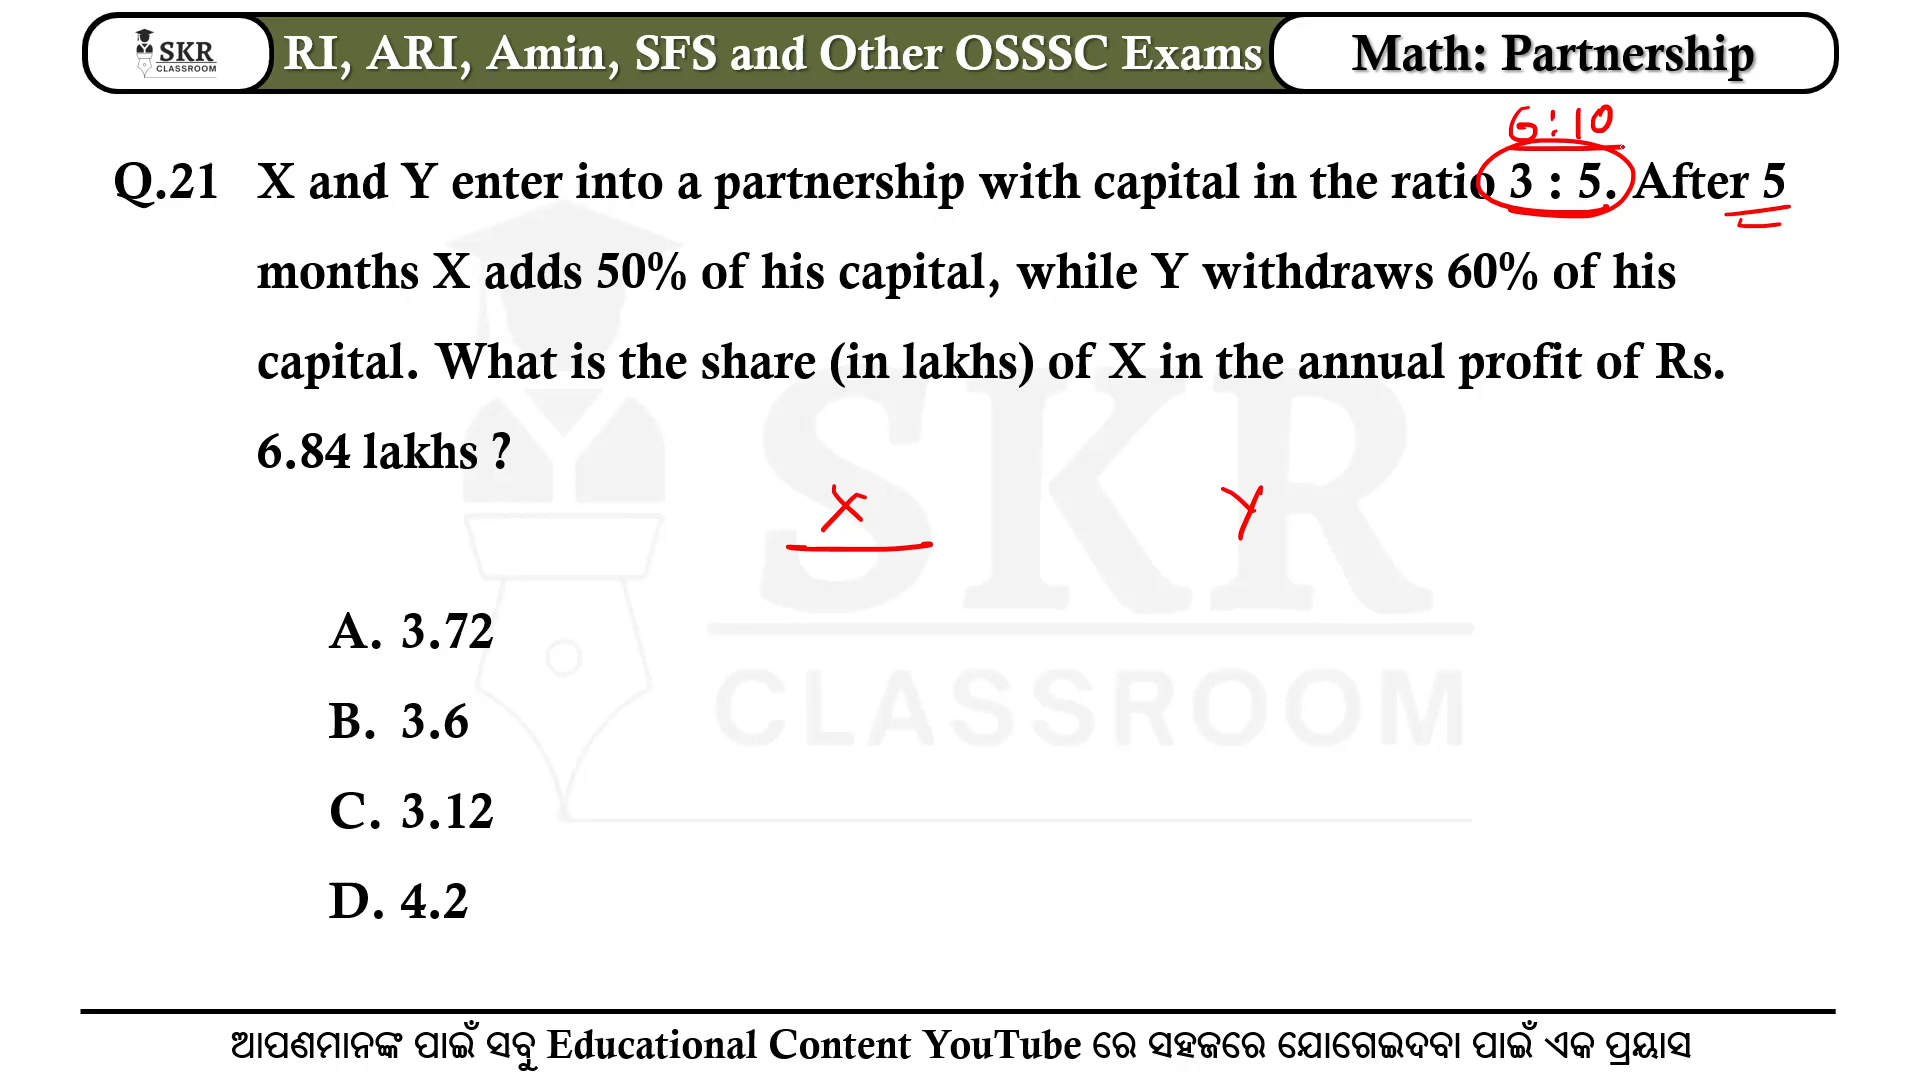 SKR
CLASSROOM
RI, ARI, Amin, SFS and Other OSSSC Exams
Math: Partnership
6:10
Q.21 X and Y enter into a partnership with capital in the ratio 3 : 5. After 5
months X adds 50% of his capital, while Y withdraws 60% of his
capital. What is the share (in lakhs) of X in the annual profit of Rs.
6.84 lakhs ?
X Y
SKR
CLASSROOM
A. 3.72
B. 3.6
C. 3.12
D. 4.2
ଆପଣମାନଙ୍କ ପାଇଁ ସବୁ Educational Content YouTube ରେ ସହଜରେ ଯୋଗେଇଦବା ପାଇଁ ଏକ ପ୍ରୟାସ